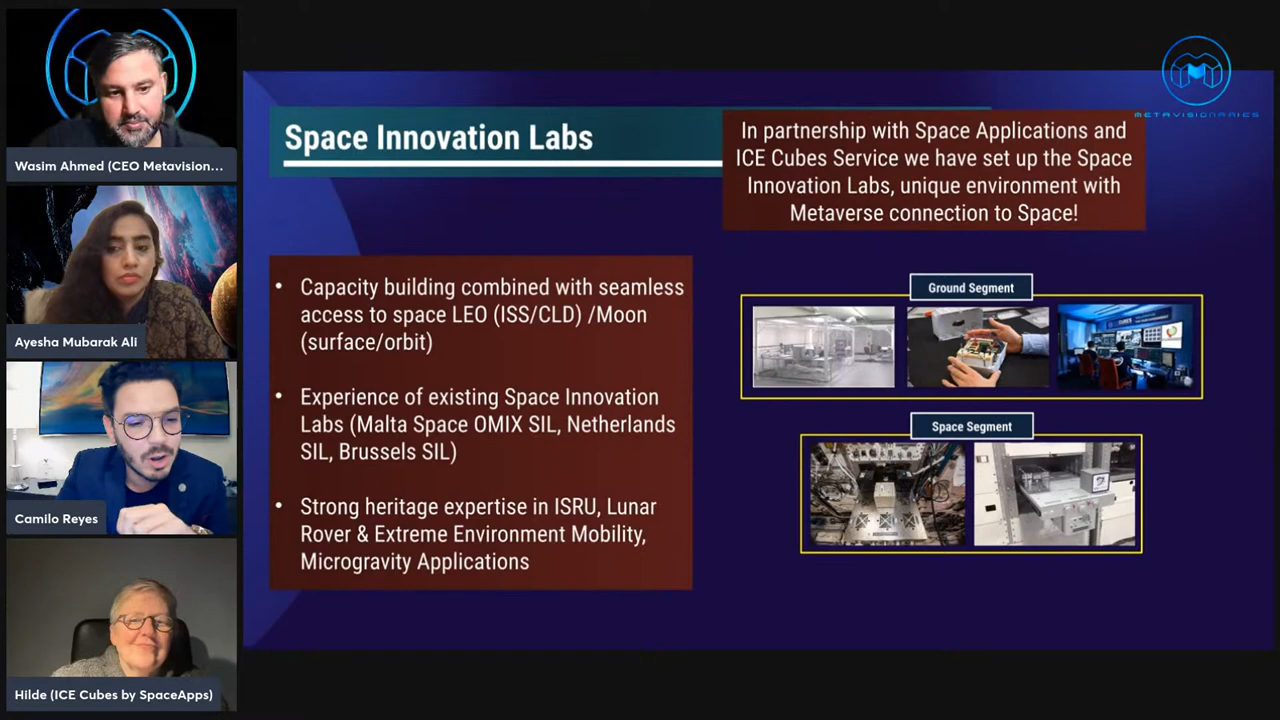 Wasim Ahmed (CEO Metavision...
Ayesha Mubarak Ali
Camilo Reyes
Hilde (ICE Cubes by SpaceApps)
METAVISIONARIES
Space Innovation Labs
In partnership with Space Applications and
ICE Cubes Service we have set up the Space
Innovation Labs, unique environment with
Metaverse connection to Space!
• Capacity building combined with seamless
access to space LEO (ISS/CLD) /Moon
(surface/orbit)
• Experience of existing Space Innovation
Labs (Malta Space OMIX SIL, Netherlands
SIL, Brussels SIL)
• Strong heritage expertise in ISRU, Lunar
Rover & Extreme Environment Mobility,
Microgravity Applications
Ground Segment
Space Segment